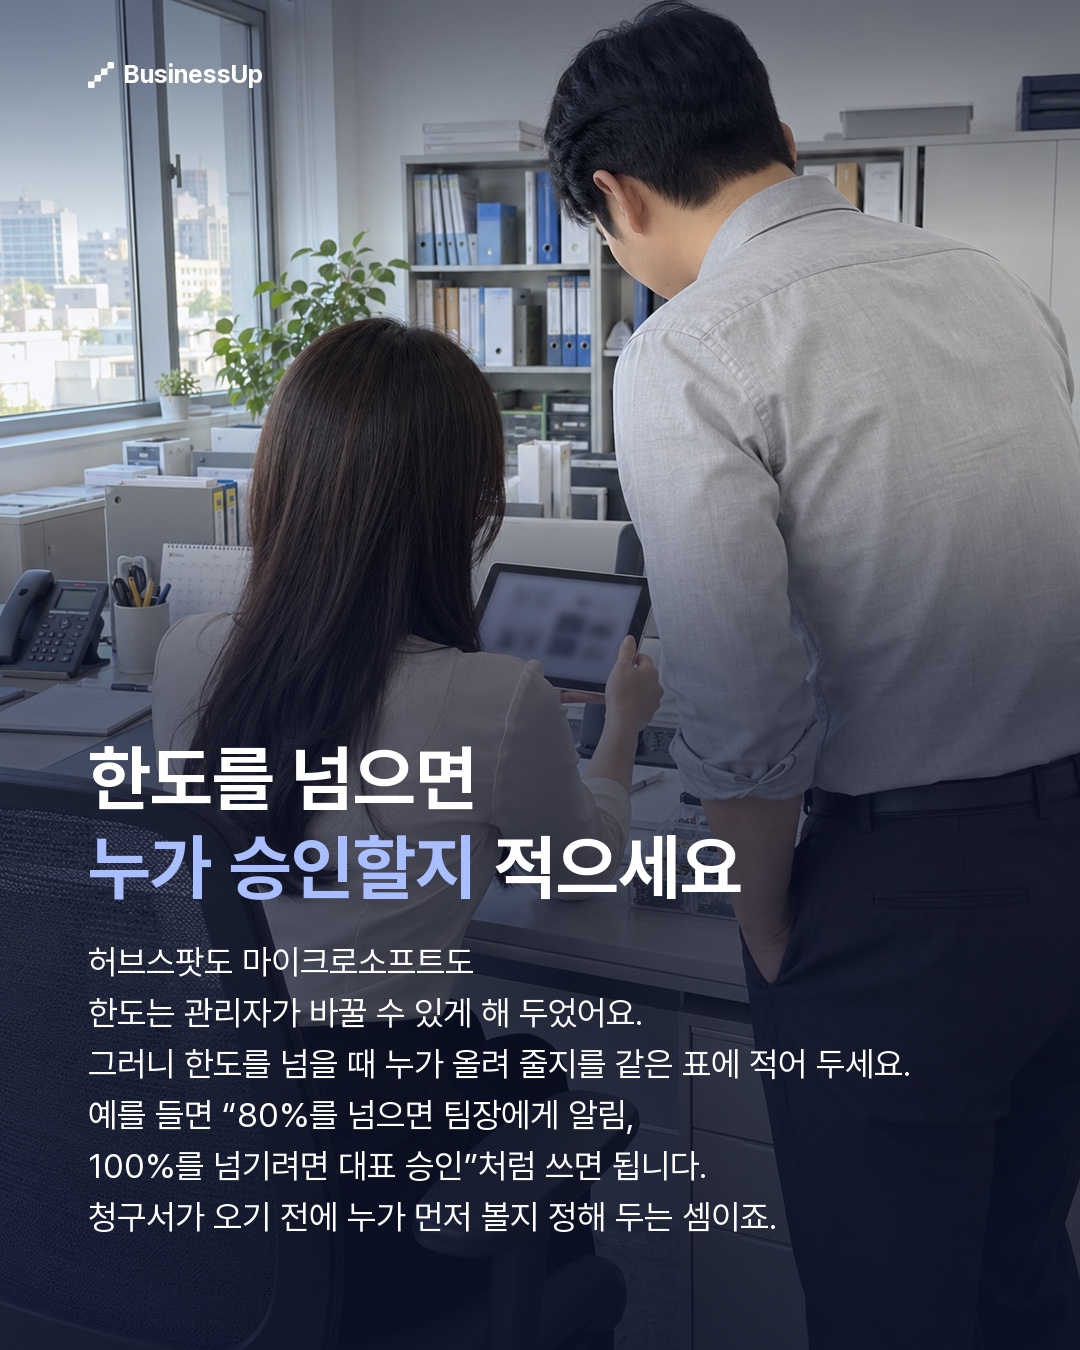 BusinessUp
한도를 넘으면
누가 승인할지 적으세요
허브스팟도 마이크로소프트도
한도는 관리자가 바꿀 수 있게 해 두었어요.
그러니 한도를 넘을 때 누가 올려 줄지를 같은 표에 적어 두세요.
예를 들면 “80%를 넘으면 팀장에게 알림,
100%를 넘기려면 대표 승인”처럼 쓰면 됩니다.
청구서가 오기 전에 누가 먼저 볼지 정해 두는 셈이죠.